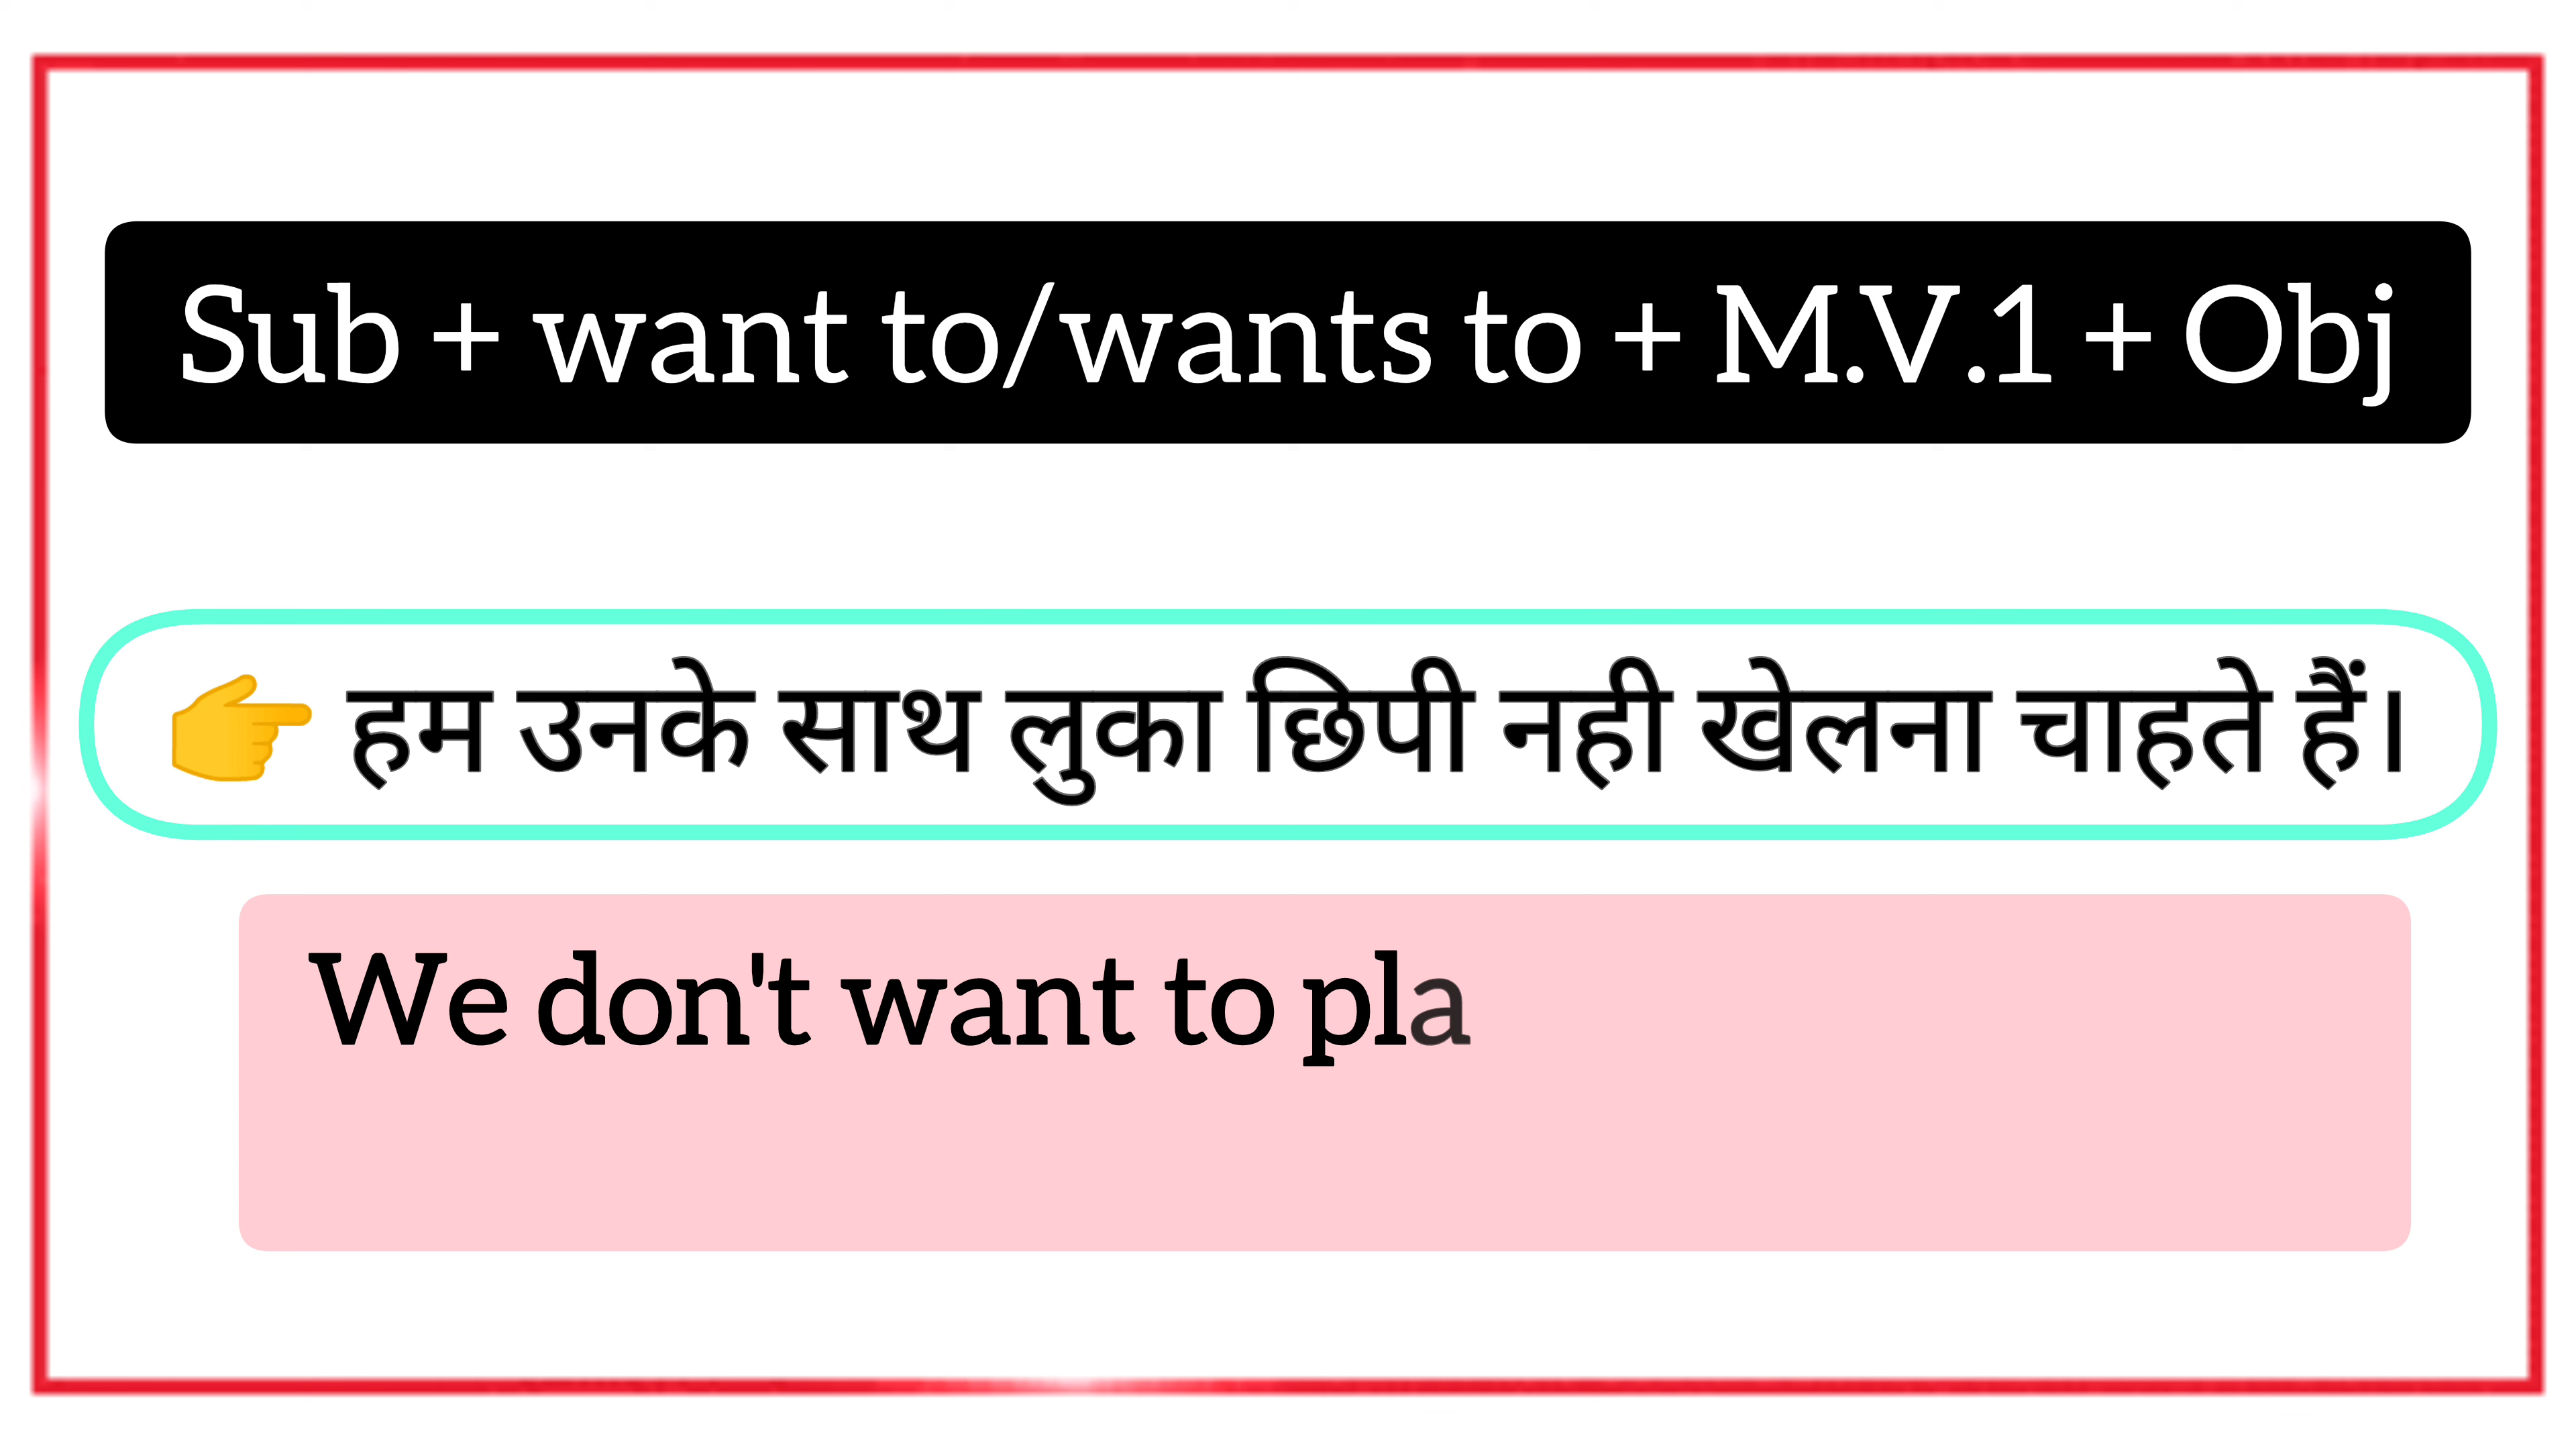 Sub + want to/wants to + M.V.1 + Obj
👉 हम उनके साथ लुका छिपी नही खेलना चाहते हैं।
We don't want to pla